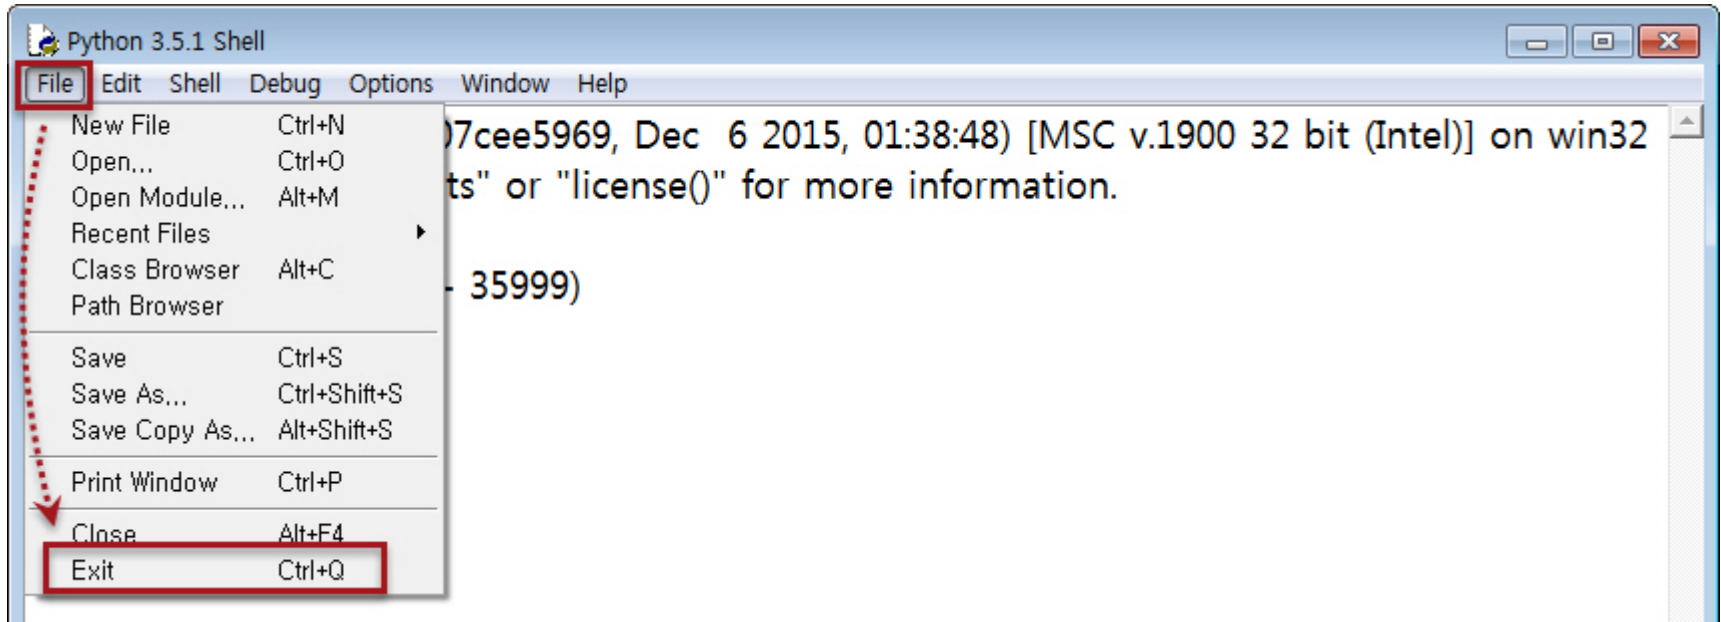 Python 3.5.1 Shell
File Edit Shell Debug Options Window Help
New File Ctrl+N
Open... Ctrl+O
Open Module... Alt+M
Recent Files
Class Browser Alt+C
Path Browser
Save Ctrl+S
Save As... Ctrl+Shift+S
Save Copy As... Alt+Shift+S
Print Window Ctrl+P
Close Alt+F4
Exit Ctrl+Q
07cee5969, Dec 6 2015, 01:38:48) [MSC v.1900 32 bit (Intel)] on win32
ts" or "license()" for more information.
- 35999)